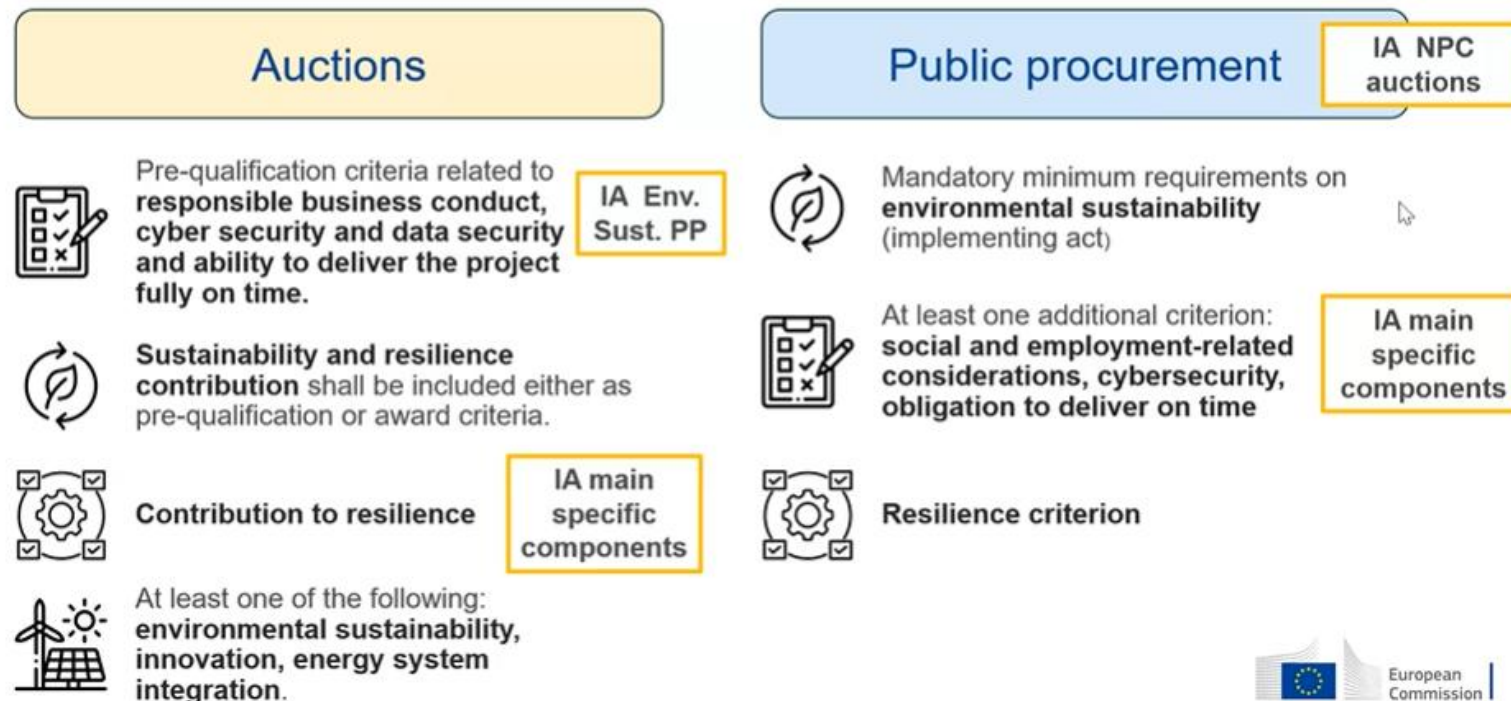 Auctions
Pre-qualification criteria related to
responsible business conduct,
cyber security and data security
and ability to deliver the project
fully on time.
IA Env.
Sust. PP
Sustainability and resilience
contribution shall be included either as
pre-qualification or award criteria.
Contribution to resilience
IA main
specific
components
At least one of the following:
environmental sustainability,
innovation, energy system
integration.
Public procurement
IA NPC
auctions
Mandatory minimum requirements on
environmental sustainability
(implementing act)
At least one additional criterion:
social and employment-related
considerations, cybersecurity,
obligation to deliver on time
IA main
specific
components
Resilience criterion
European
Commission